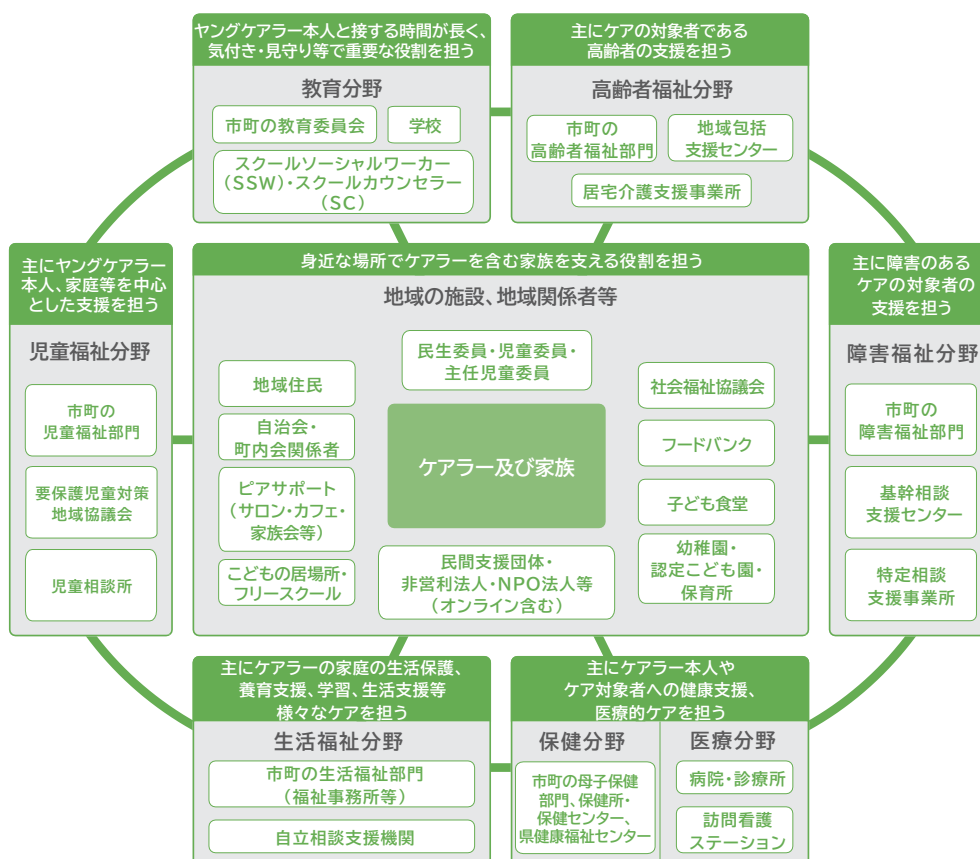 ヤングケアラー本人と接する時間が長く、
気付き・見守り等で重要な役割を担う
教育分野
市町の教育委員会
学校
スクールソーシャルワーカー
(SSW)・スクールカウンセラー
(SC)
主にケアの対象者である
高齢者の支援を担う
高齢者福祉分野
市町の
高齢者福祉部門
地域包括
支援センター
居宅介護支援事業所
主にヤングケアラー
本人、家庭等を中心
とした支援を担う
児童福祉分野
市町の
児童福祉部門
要保護児童対策
地域協議会
児童相談所
身近な場所でケアラーを含む家族を支える役割を担う
地域の施設、地域関係者等
民生委員・児童委員・
主任児童委員
地域住民
自治会・
町内会関係者
ピアサポート
(サロン・カフェ・
家族会等)
こどもの居場所・
フリースクール
ケアラー及び家族
民間支援団体・
非営利法人・NPO法人等
(オンライン含む)
社会福祉協議会
フードバンク
子ども食堂
幼稚園・
認定こども園・
保育所
主に障害のある
ケアの対象者の
支援を担う
障害福祉分野
市町の
障害福祉部門
基幹相談
支援センター
特定相談
支援事業所
主にケアラーの家庭の生活保護、
養育支援、学習、生活支援等
様々なケアを担う
生活福祉分野
市町の生活福祉部門
(福祉事務所等)
自立相談支援機関
主にケアラー本人や
ケア対象者への健康支援、
医療的ケアを担う
保健分野
市町の母子保健
部門、保健所・
保健センター、
県健康福祉センター
医療分野
病院・診療所
訪問看護
ステーション